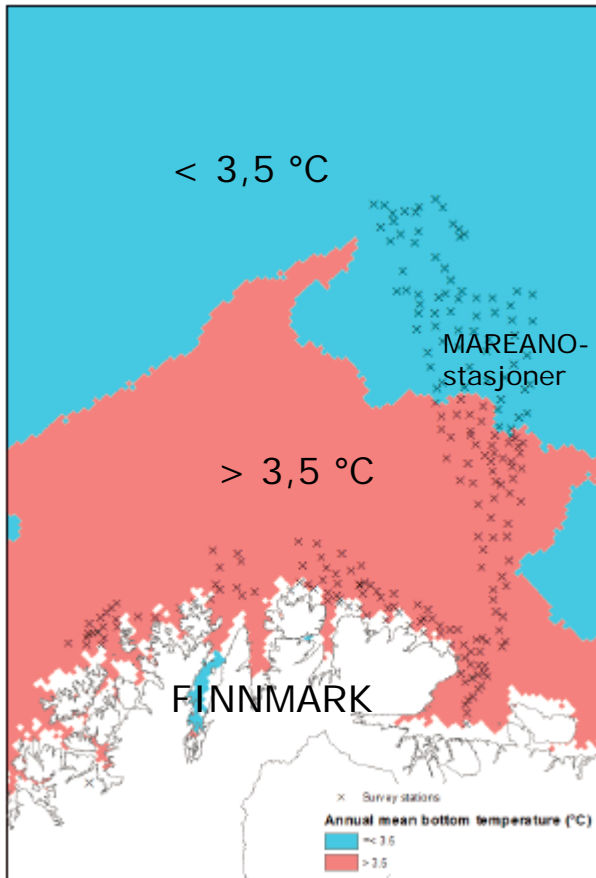 < 3,5 °C
MAREANO-
stasjoner
> 3,5 °C
FINNMARK
× Survey stations
Annual mean bottom temperature (°C)
=< 3.5
> 3.5